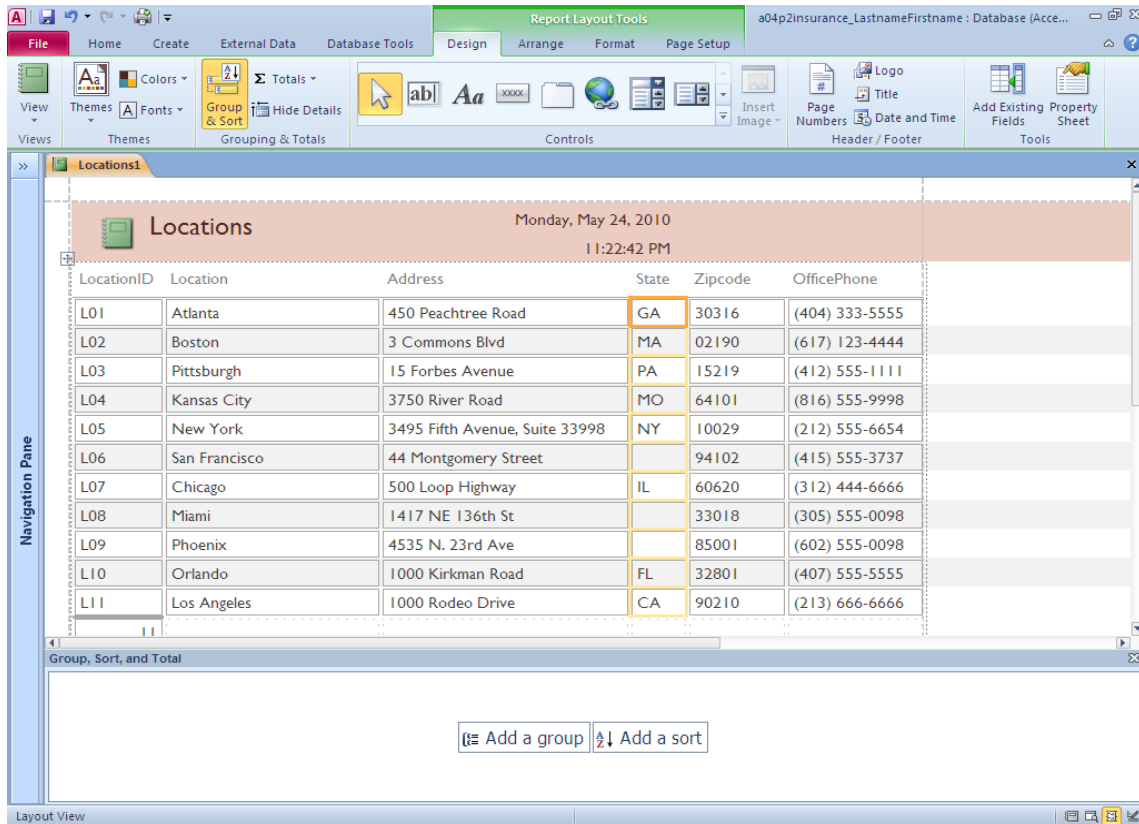 Report Layout Tools
a04p2insurance_LastnameFirstname : Database (Acce...
File Home Create External Data Database Tools Design Arrange Format Page Setup
View
Views
Aa Themes
Colors
Fonts
Themes
Group & Sort
Σ Totals
Hide Details
Grouping & Totals
ab| Aa xxxx
Insert Image
Controls
Page Numbers
Logo
Title
Date and Time
Header / Footer
Add Existing Fields
Property Sheet
Tools
Locations1
Navigation Pane
Locations
Monday, May 24, 2010
11:22:42 PM
LocationID Location Address State Zipcode OfficePhone
L01 Atlanta 450 Peachtree Road GA 30316 (404) 333-5555
L02 Boston 3 Commons Blvd MA 02190 (617) 123-4444
L03 Pittsburgh 15 Forbes Avenue PA 15219 (412) 555-1111
L04 Kansas City 3750 River Road MO 64101 (816) 555-9998
L05 New York 3495 Fifth Avenue, Suite 33998 NY 10029 (212) 555-6654
L06 San Francisco 44 Montgomery Street 94102 (415) 555-3737
L07 Chicago 500 Loop Highway IL 60620 (312) 444-6666
L08 Miami 1417 NE 136th St 33018 (305) 555-0098
L09 Phoenix 4535 N. 23rd Ave 85001 (602) 555-0098
L10 Orlando 1000 Kirkman Road FL 32801 (407) 555-5555
L11 Los Angeles 1000 Rodeo Drive CA 90210 (213) 666-6666
11
Group, Sort, and Total
Add a group
Add a sort
Layout View